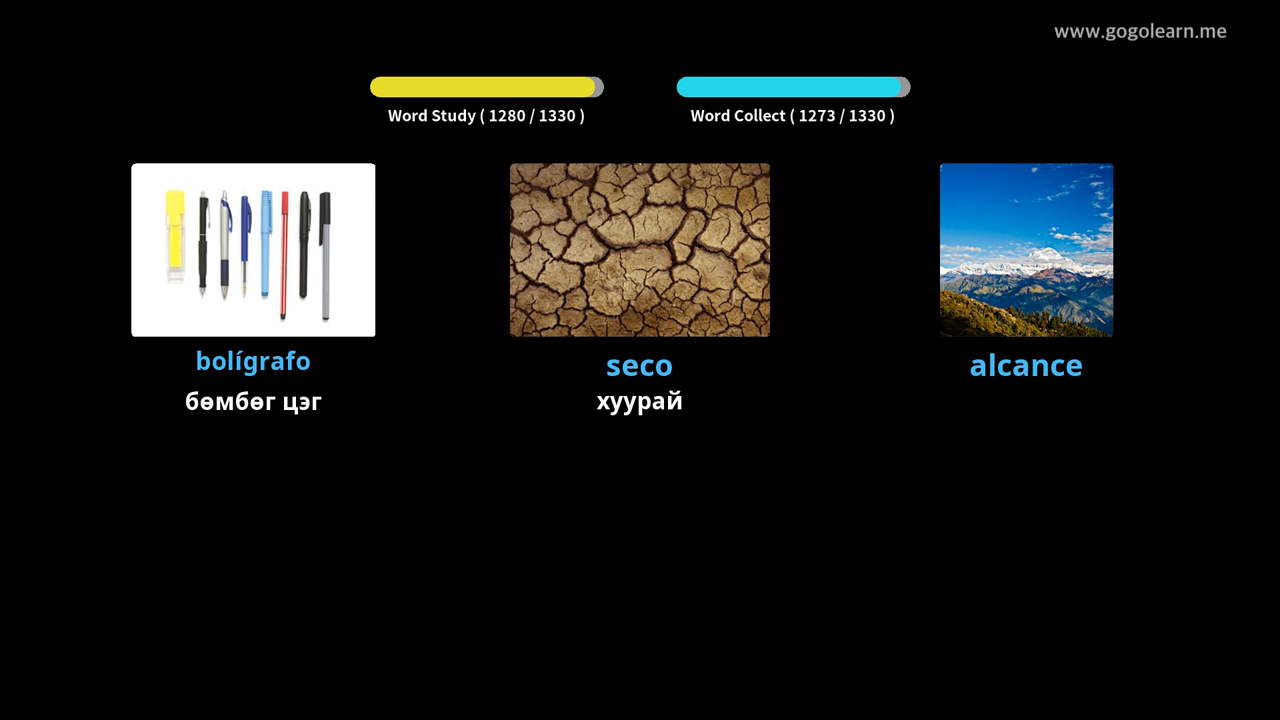 www.gogolearn.me
Word Study ( 1280 / 1330 )
Word Collect ( 1273 / 1330 )
bolígrafo
бөмбөг цэг
seco
хуурай
alcance